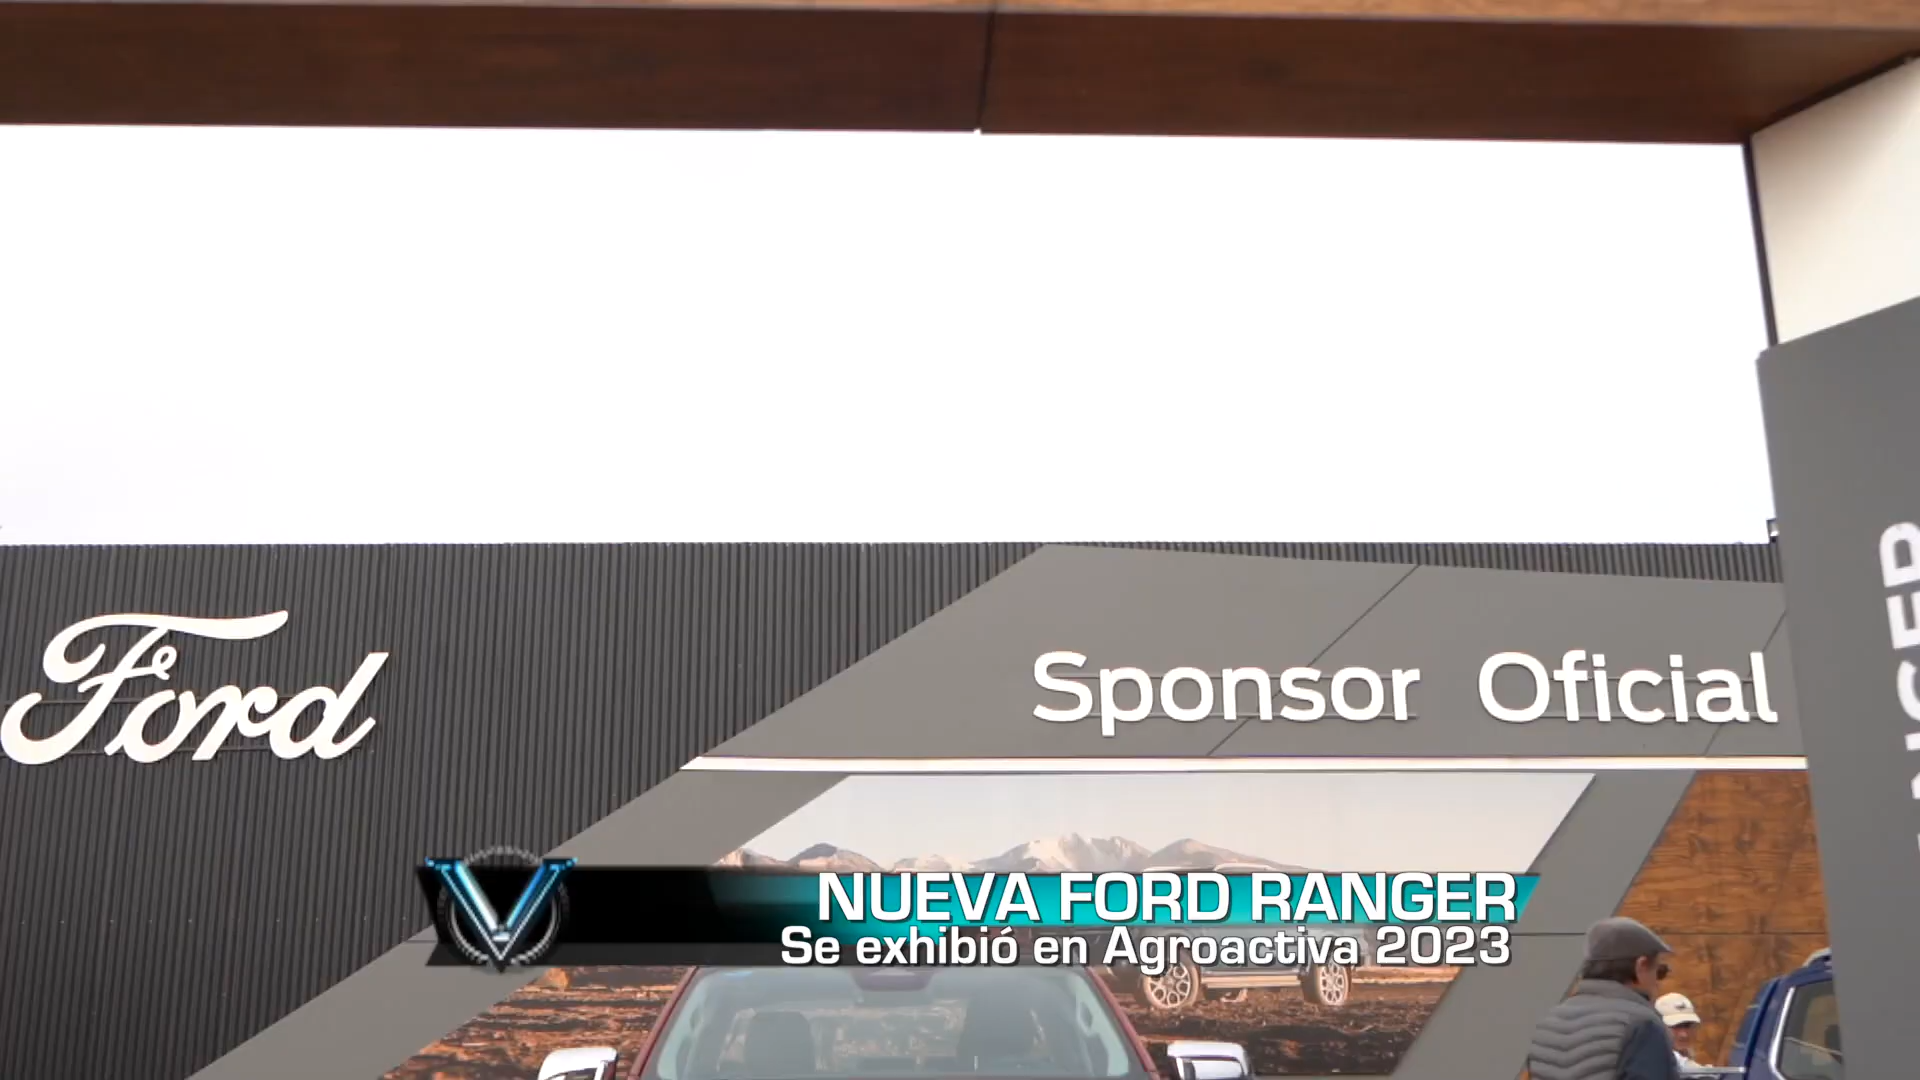 Ford
Sponsor Oficial
NUEVA FORD RANGER
Se exhibió en Agroactiva 2023